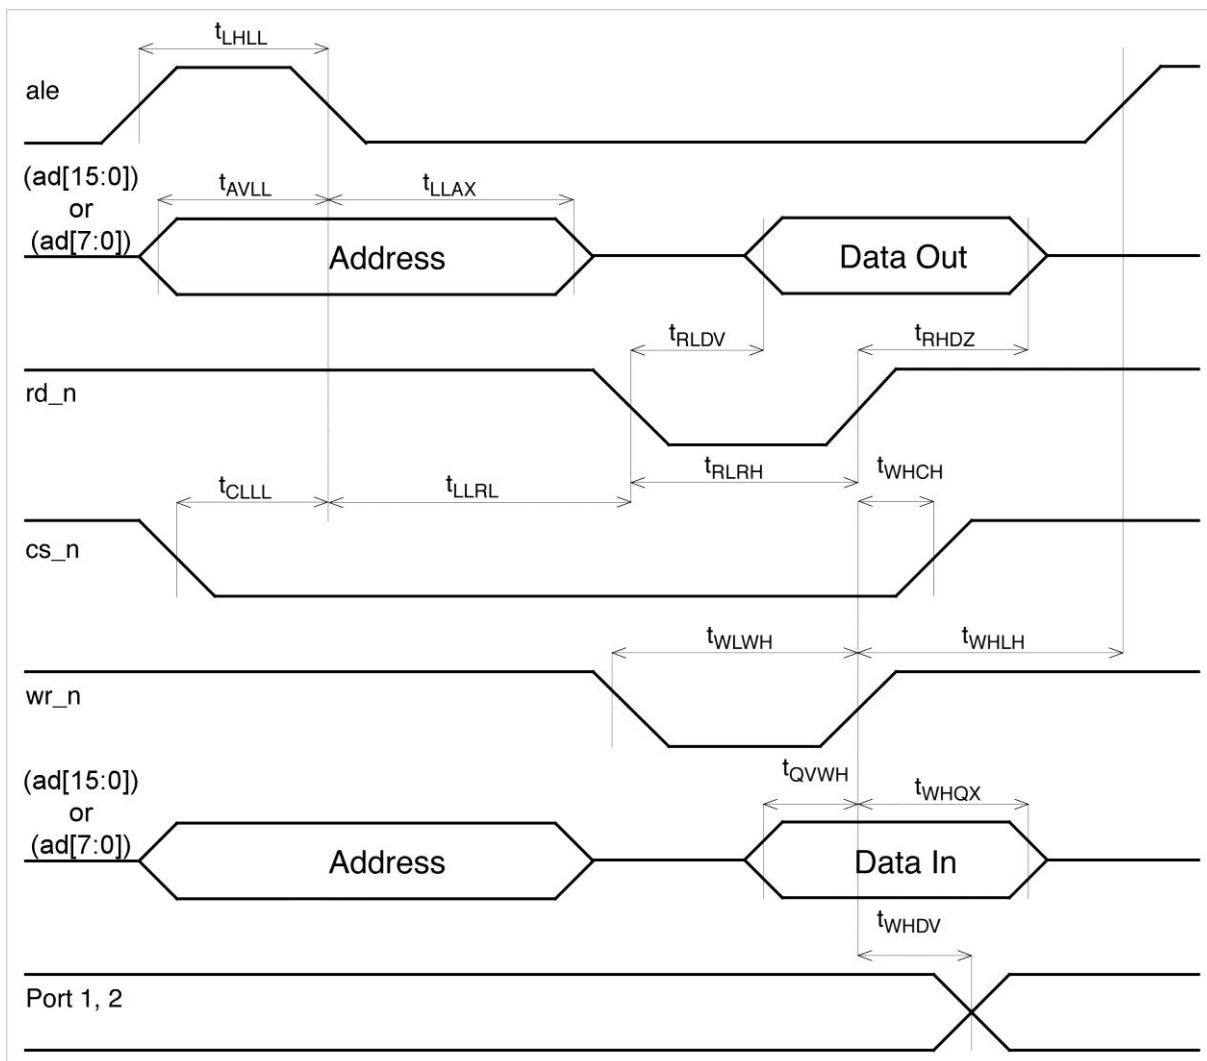 tLHLL
ale
(ad[15:0])
or
(ad[7:0])
tAVLL
tLLAX
Address
Data Out
tRLDV
tRHDZ
rd_n
tCLLL
tLLRL
tRLRH
tWHCH
cs_n
tWLWH
tWHLH
wr_n
tQVWH
tWHQX
(ad[15:0])
or
(ad[7:0])
Address
Data In
tWHDV
Port 1, 2